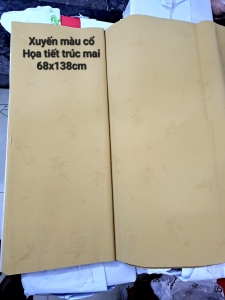 Xuyến màu cổ
Họa tiết trúc mai
68x138cm